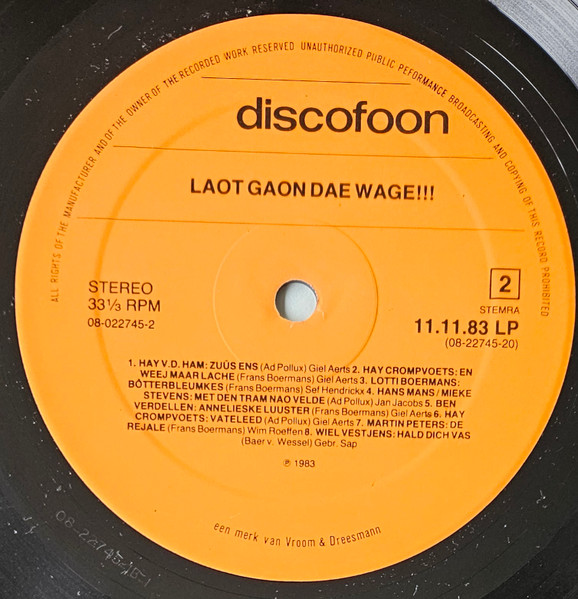 ALL RIGHTS OF THE MANUFACTURER AND OF THE OWNER OF THE RECORDED WORK RESERVED UNAUTHORIZED PUBLIC PEFORMANCE BROADCASTING AND COPYING OF THIS RECORD PROHIBITED
discofoon
LAOT GAON DAE WAGE!!!
STEREO
33⅓ RPM
08-022745-2
2
STEMRA
11.11.83 LP
(08-22745-20)
1. HAY V.D. HAM: ZUÜS ENS (Ad Pollux) Giel Aerts 2. HAY CROMPVOETS: EN
WEEJ MAAR LACHE (Frans Boermans) Giel Aerts 3. LOTTI BOERMANS:
BÔTTERBLEUMKES (Frans Boermans) Sef Hendrickx 4. HANS MANS / MIEKE
STEVENS: MET DEN TRAM NAO VELDE (Ad Pollux) Jan Jacobs 5. BEN
VERDELLEN: ANNELIESKE LUUSTER (Frans Boermans) Giel Aerts 6. HAY
CROMPVOETS: VATELEED (Ad Pollux) Giel Aerts 7. MARTIN PETERS: DE
REJALE (Frans Boermans) Wim Roeffen 8. WIEL VESTJENS: HALD DICH VAS
(Baer v. Wessel) Gebr. Sap
℗ 1983
een merk van Vroom & Dreesmann